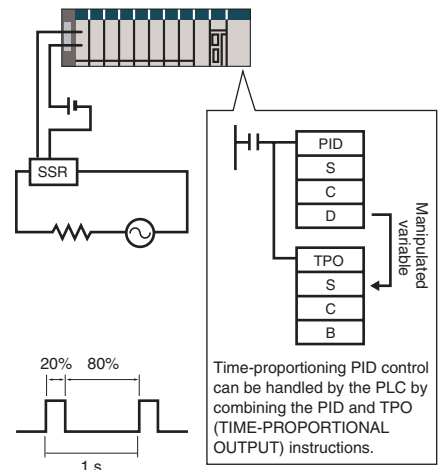 SSR
20% 80%
1 s
PID
S
C
D
Manipulated
variable
TPO
S
C
B
Time-proportioning PID control
can be handled by the PLC by
combining the PID and TPO
(TIME-PROPORTIONAL
OUTPUT) instructions.